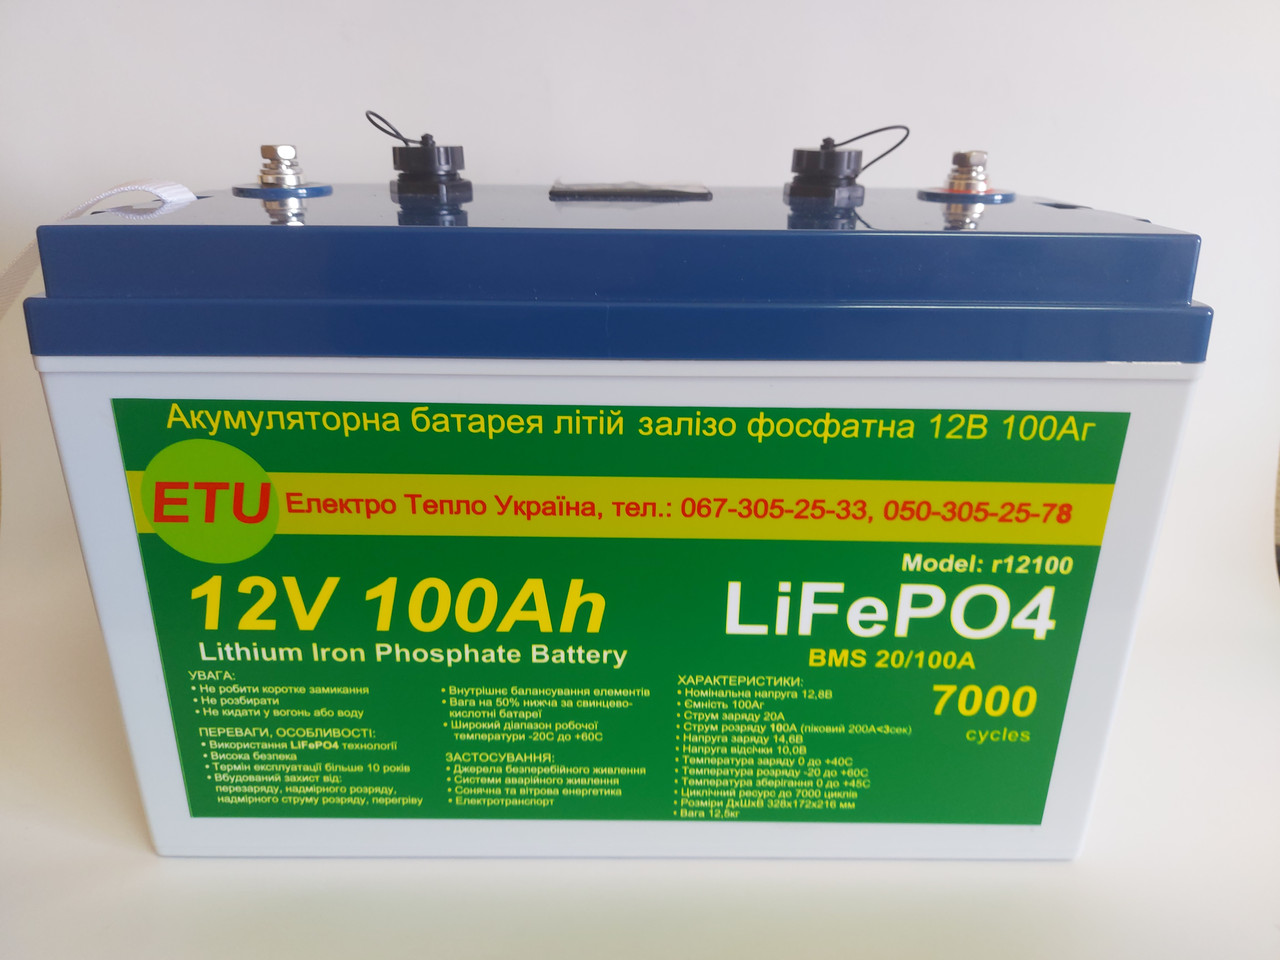 Акумуляторна батарея літій залізо фосфатна 12В 100Аг
ETU
Електро Тепло Україна, тел.: 067-305-25-33, 050-305-25-78
Model: r12100
12V 100Ah
LiFePO4
Lithium Iron Phosphate Battery
BMS 20/100A
7000
cycles
УВАГА:
• Не робити коротке замикання
• Не розбирати
• Не кидати у вогонь або воду
ПЕРЕВАГИ, ОСОБЛИВОСТІ:
• Використання LiFePO4 технології
• Висока безпека
• Термін експлуатації більше 10 років
• Вбудований захист від:
перезаряду, надмірного розряду,
надмірного струму розряду, перегріву
• Внутрішнє балансування елементів
• Вага на 50% нижча за свинцево-
кислотні батареї
• Широкий діапазон робочої
температури -20С до +60С
ЗАСТОСУВАННЯ:
• Джерела безперебійного живлення
• Системи аварійного живлення
• Сонячна та вітрова енергетика
• Електротранспорт
ХАРАКТЕРИСТИКИ:
• Номінальна напруга 12,8В
• Ємність 100Аг
• Струм заряду 20А
• Струм розряду 100А (піковий 200А<3сек)
• Напруга заряду 14,6В
• Напруга відсічки 10,0В
• Температура заряду 0 до +40С
• Температура розряду -20 до +60С
• Температура зберігання 0 до +45С
• Циклічний ресурс до 7000 циклів
• Розміри ДхШхВ 328х172х216 мм
• Вага 12,5кг